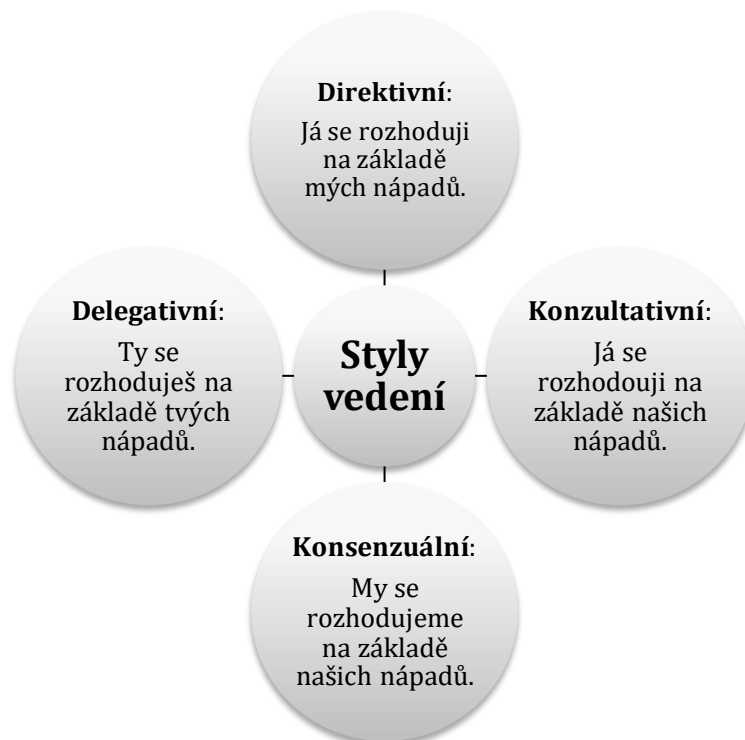 Direktivní:
Já se rozhoduji
na základě
mých nápadů.
Delegativní:
Ty se
rozhoduješ na
základě tvých
nápadů.
Styly
vedení
Konzultativní:
Já se
rozhodouji na
základě našich
nápadů.
Konsenzuální:
My se
rozhodujeme
na základě
našich nápadů.